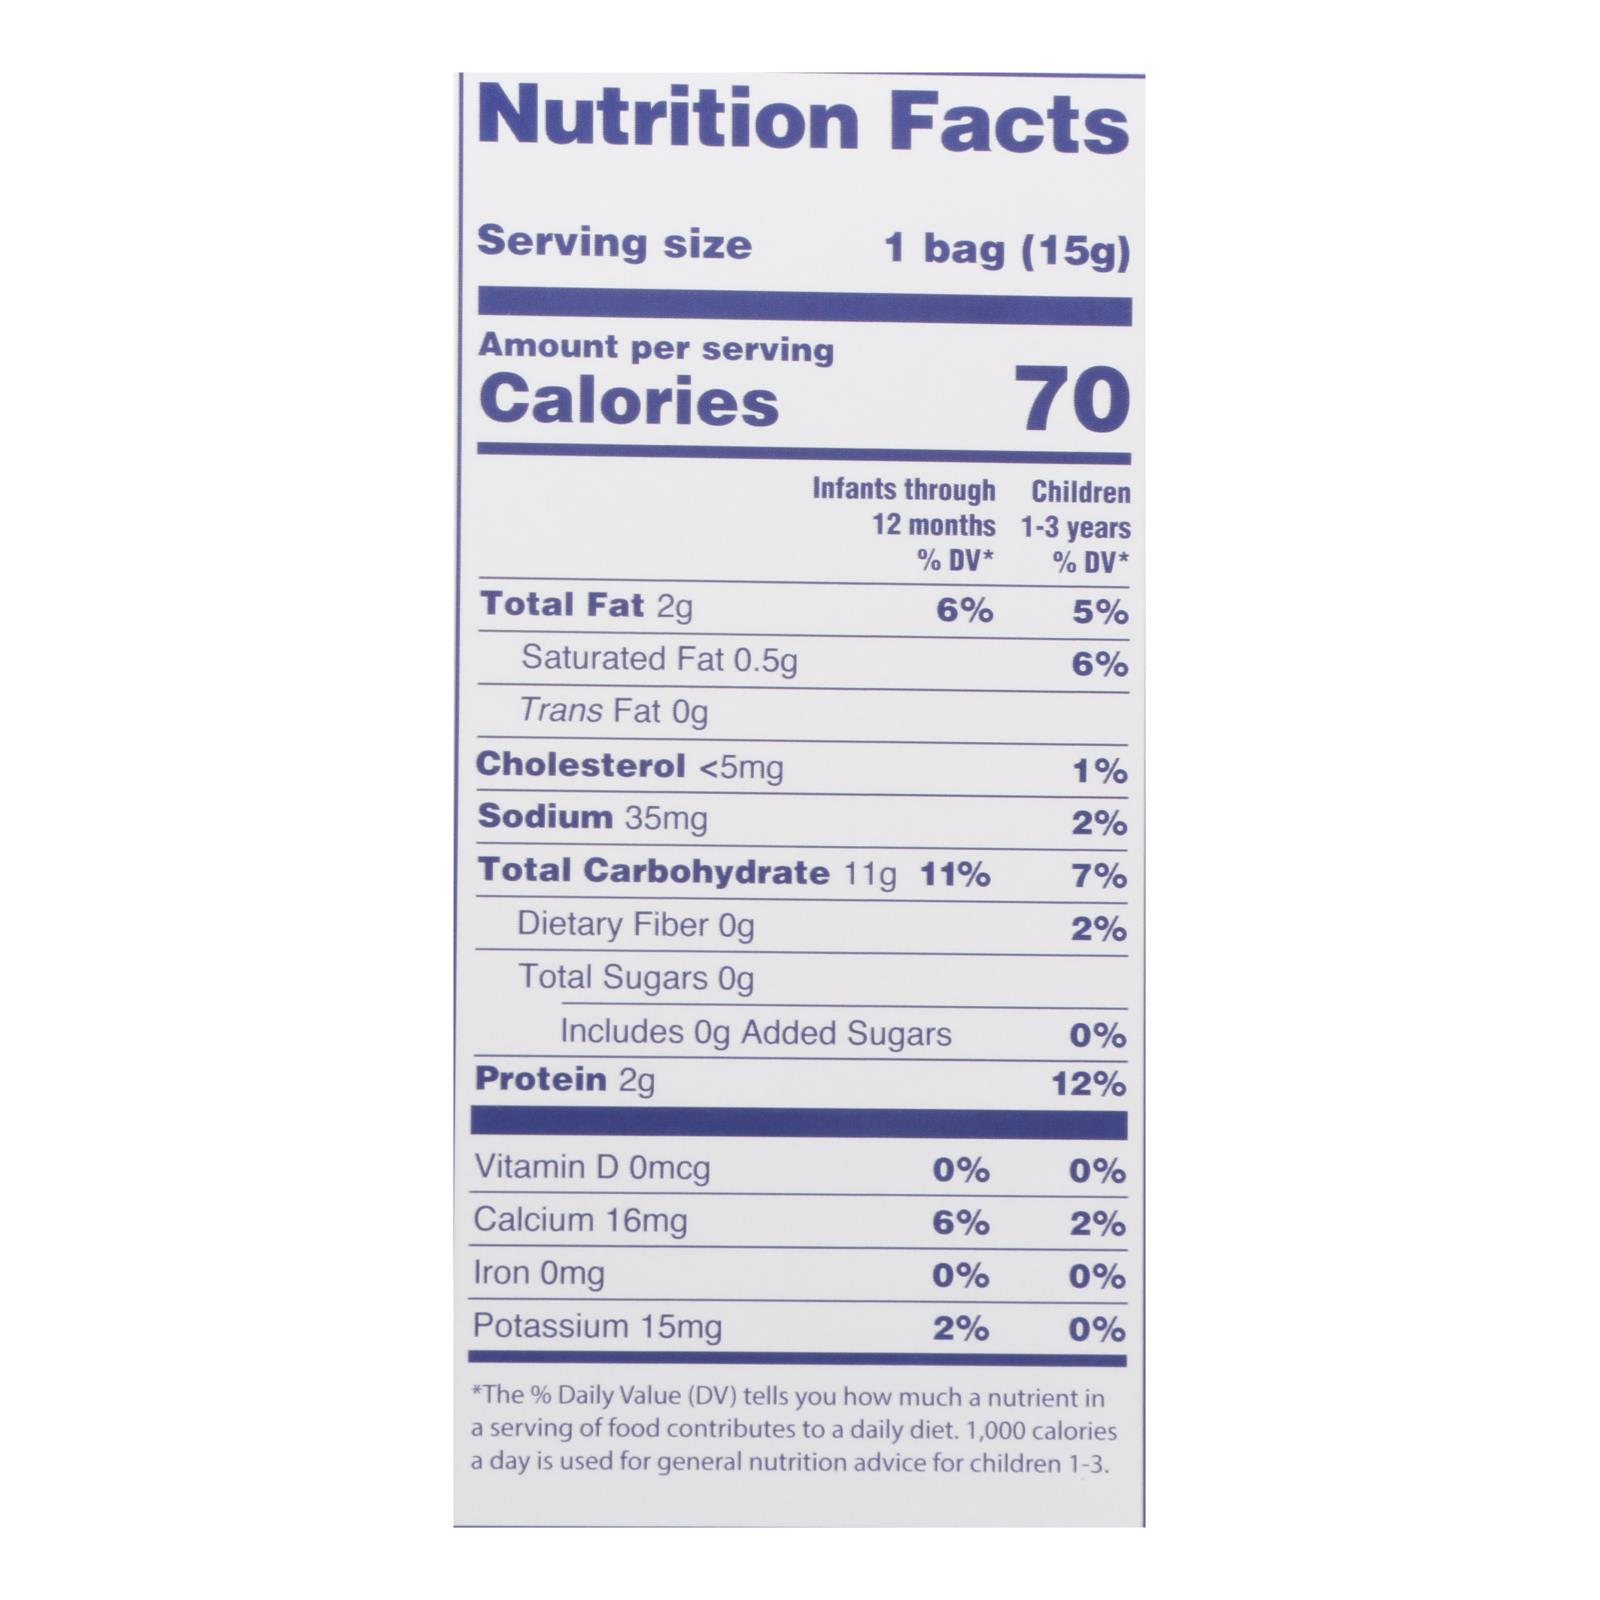 Nutrition Facts
Serving size 1 bag (15g)
Amount per serving
Calories 70
Infants through Children
12 months 1-3 years
% DV* % DV*
Total Fat 2g 6% 5%
Saturated Fat 0.5g 6%
Trans Fat 0g
Cholesterol <5mg 1%
Sodium 35mg 2%
Total Carbohydrate 11g 11% 7%
Dietary Fiber 0g 2%
Total Sugars 0g
Includes 0g Added Sugars 0%
Protein 2g 12%
Vitamin D 0mcg 0% 0%
Calcium 16mg 6% 2%
Iron 0mg 0% 0%
Potassium 15mg 2% 0%
*The % Daily Value (DV) tells you how much a nutrient in
a serving of food contributes to a daily diet. 1,000 calories
a day is used for general nutrition advice for children 1-3.